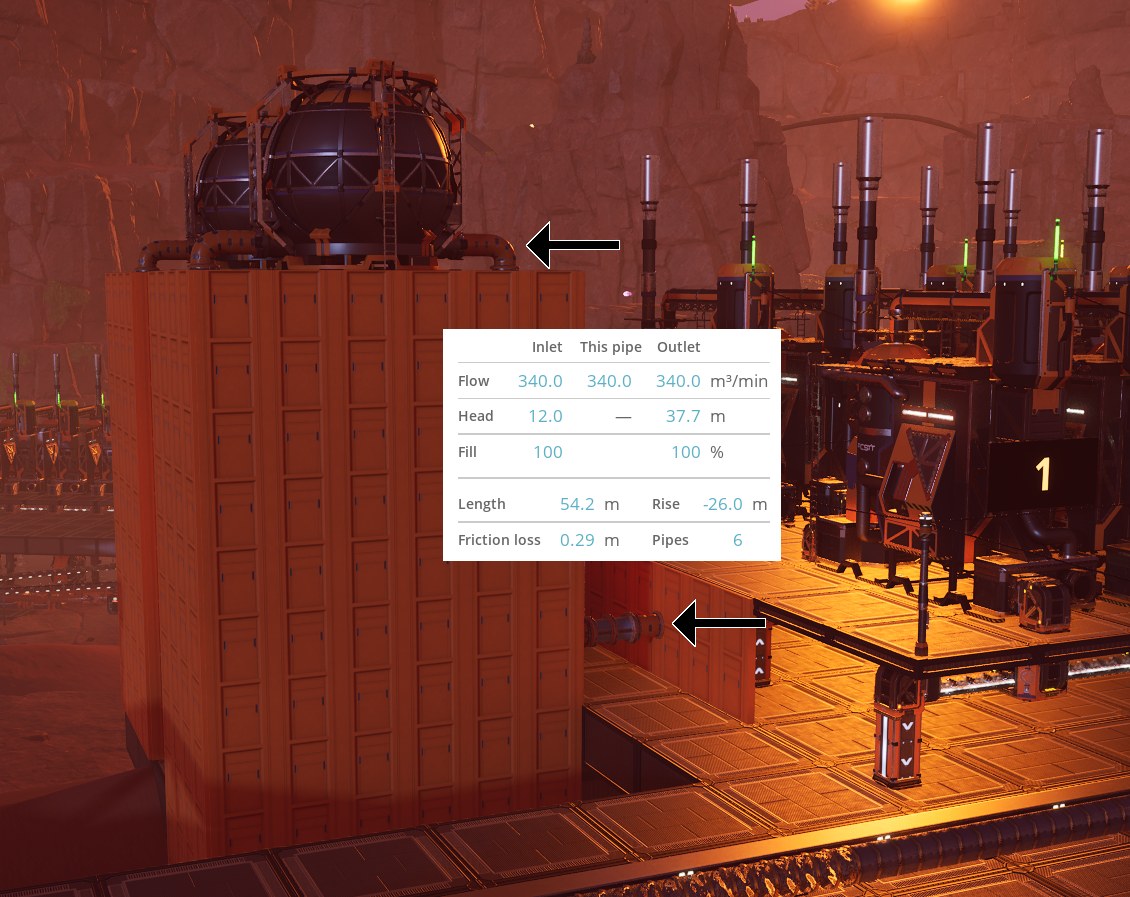 Inlet This pipe Outlet
Flow 340.0 340.0 340.0 m³/min
Head 12.0 — 37.7 m
Fill 100 100 %
Length 54.2 m Rise -26.0 m
Friction loss 0.29 m Pipes 6
1